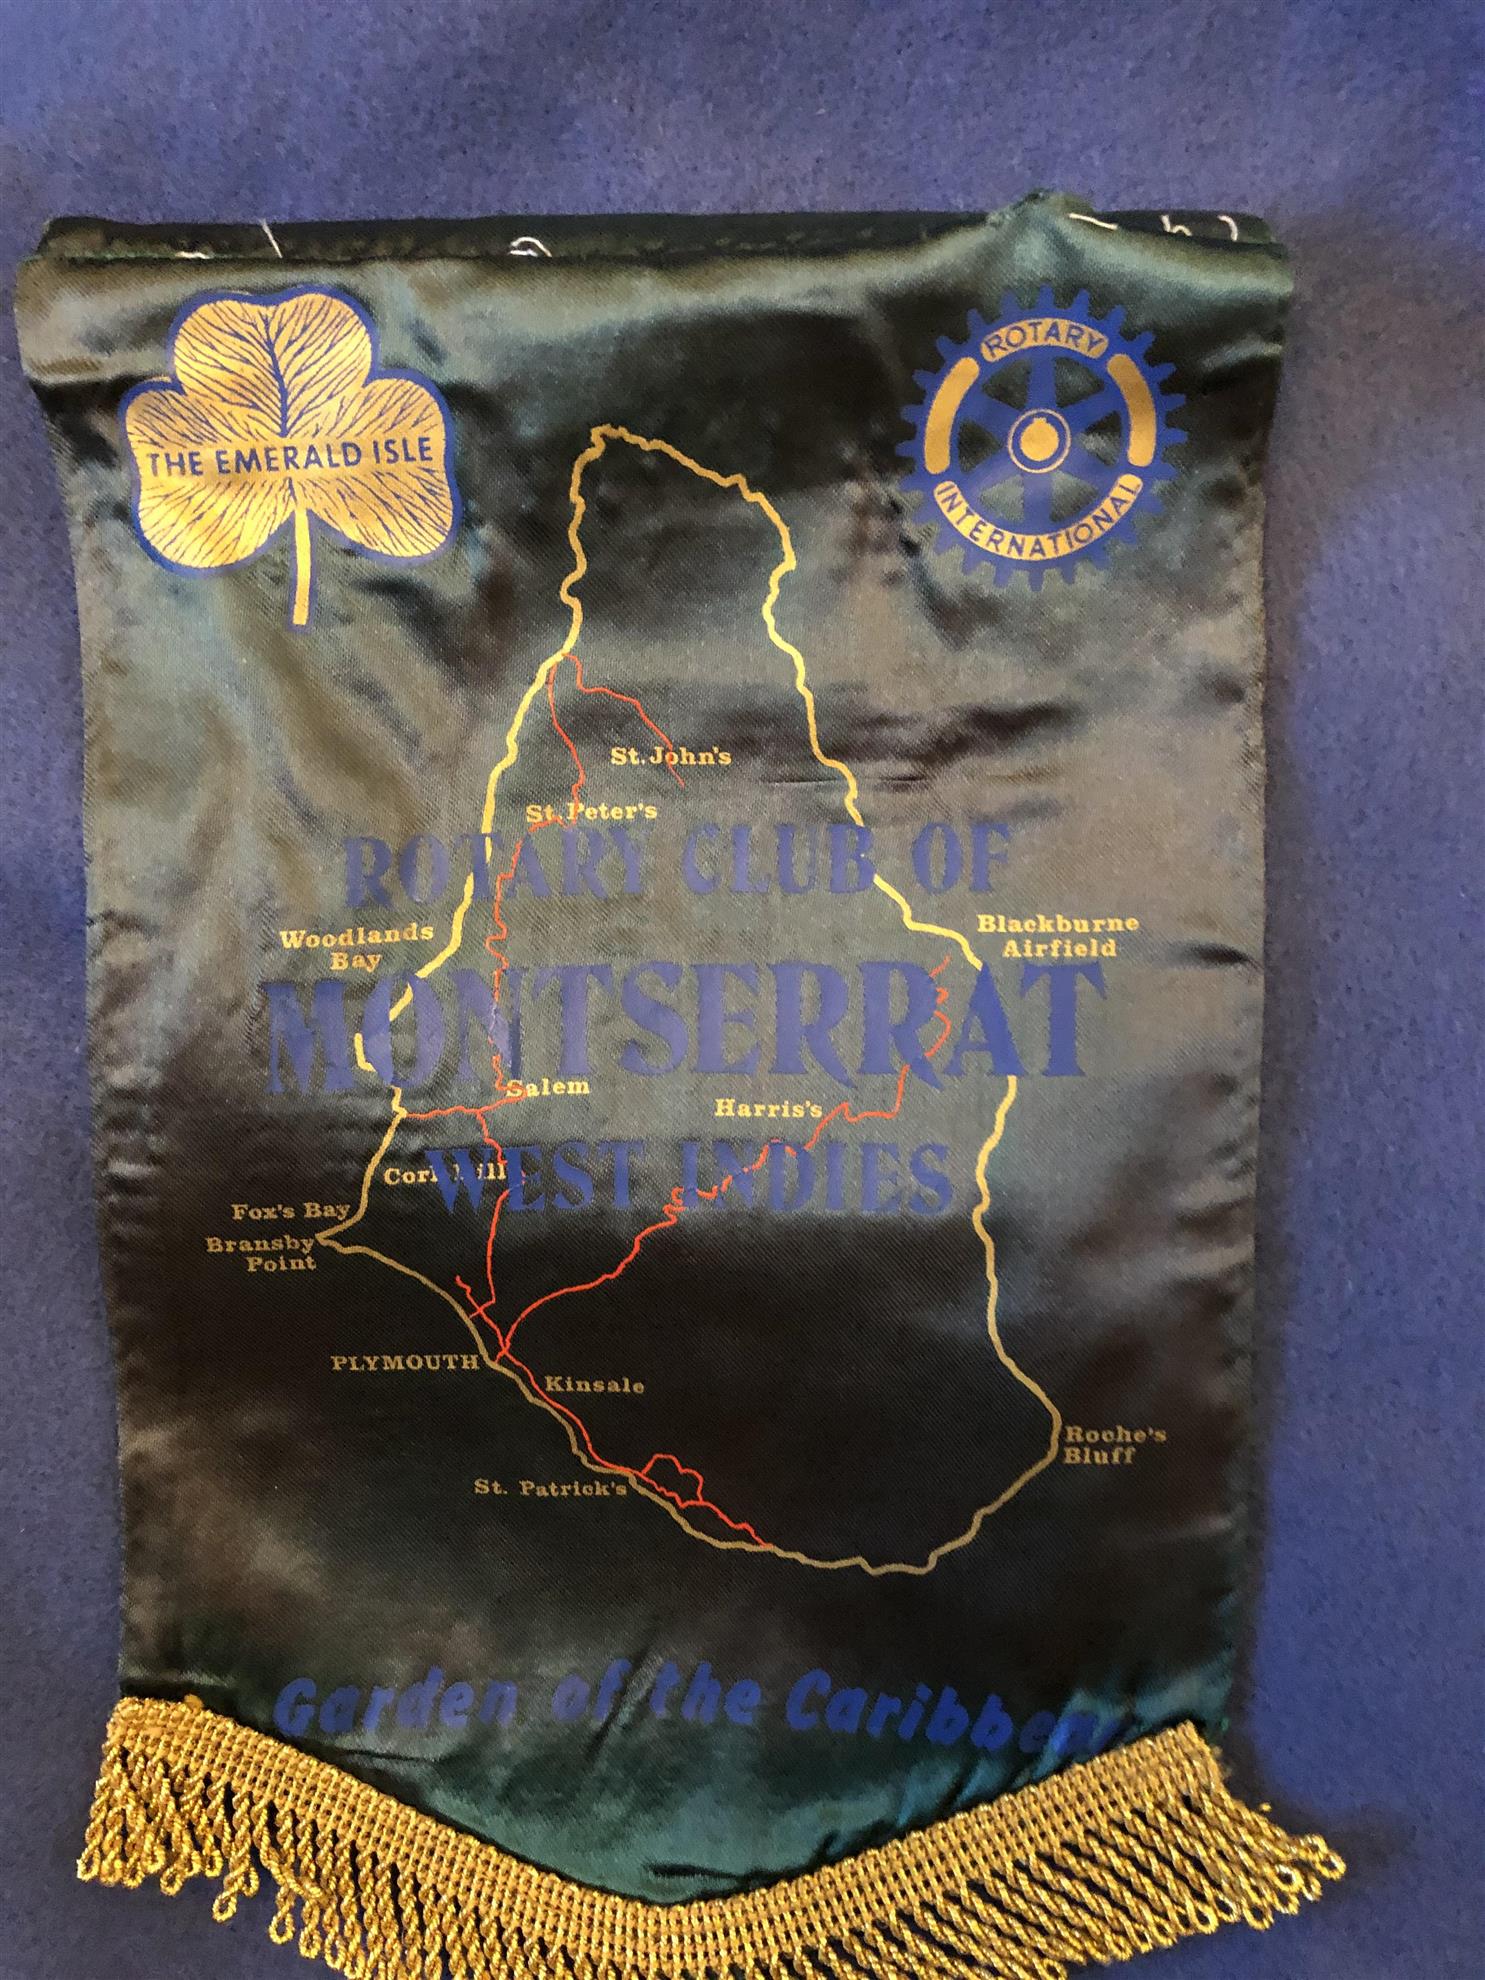 THE EMERALD ISLE
ROTARY
INTERNATIONAL
St. John's
St. Peter's
ROTARY CLUB OF
Woodlands
Bay
Blackburne
Airfield
MONTSERRAT
Salem
Harris's
Cork Hill
WEST INDIES
Fox's Bay
Bransby
Point
PLYMOUTH
Kinsale
Roche's
Bluff
St. Patrick's
Garden of the Caribbean